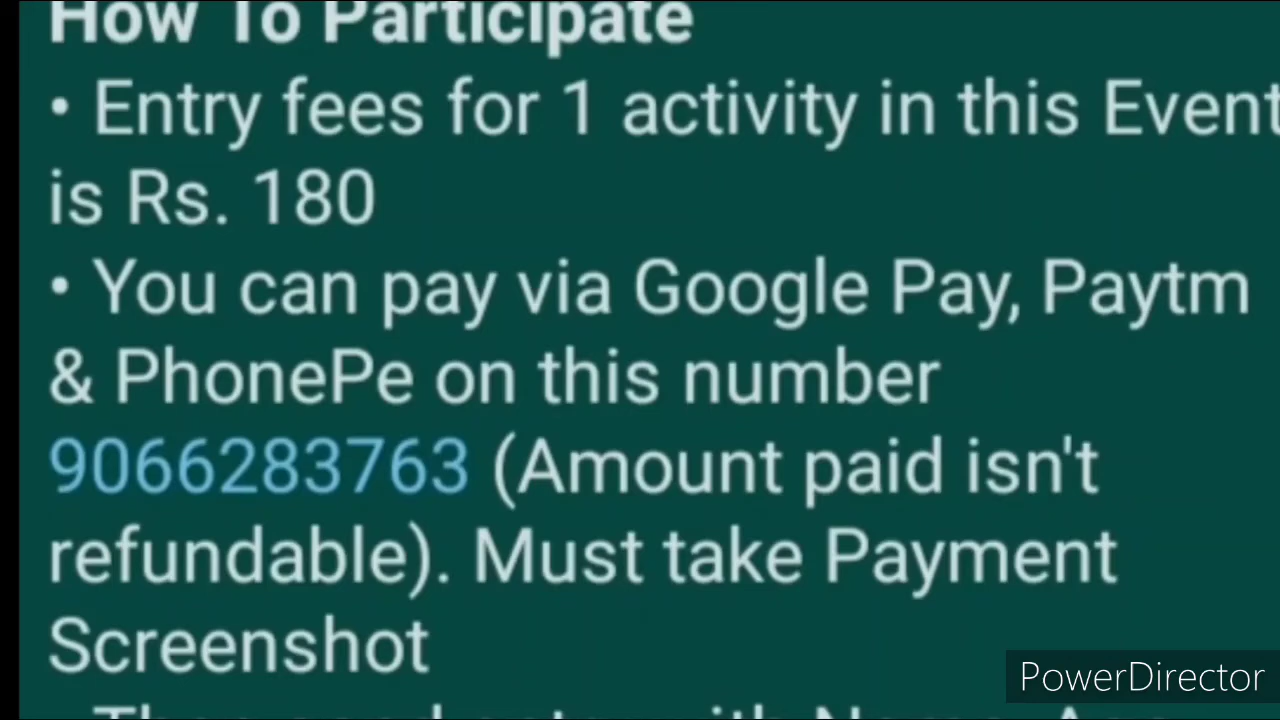 How To Participate
• Entry fees for 1 activity in this Event
is Rs. 180
• You can pay via Google Pay, Paytm
& PhonePe on this number
9066283763 (Amount paid isn't
refundable). Must take Payment
Screenshot
PowerDirector